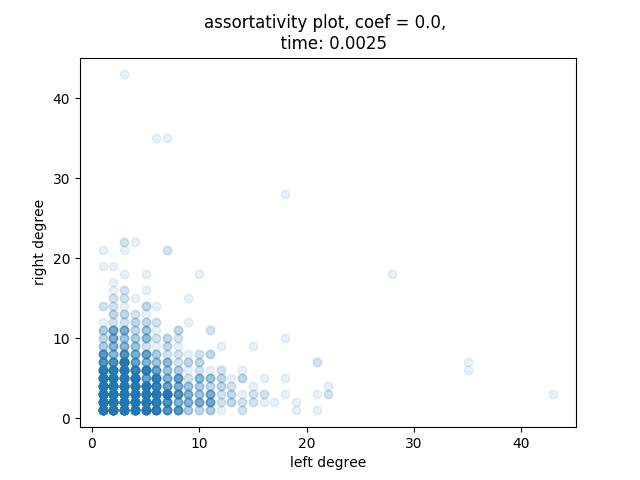 assortativity plot, coef = 0.0,
time: 0.0025
40
30
20
10
0
right degree
0 10 20 30 40
left degree